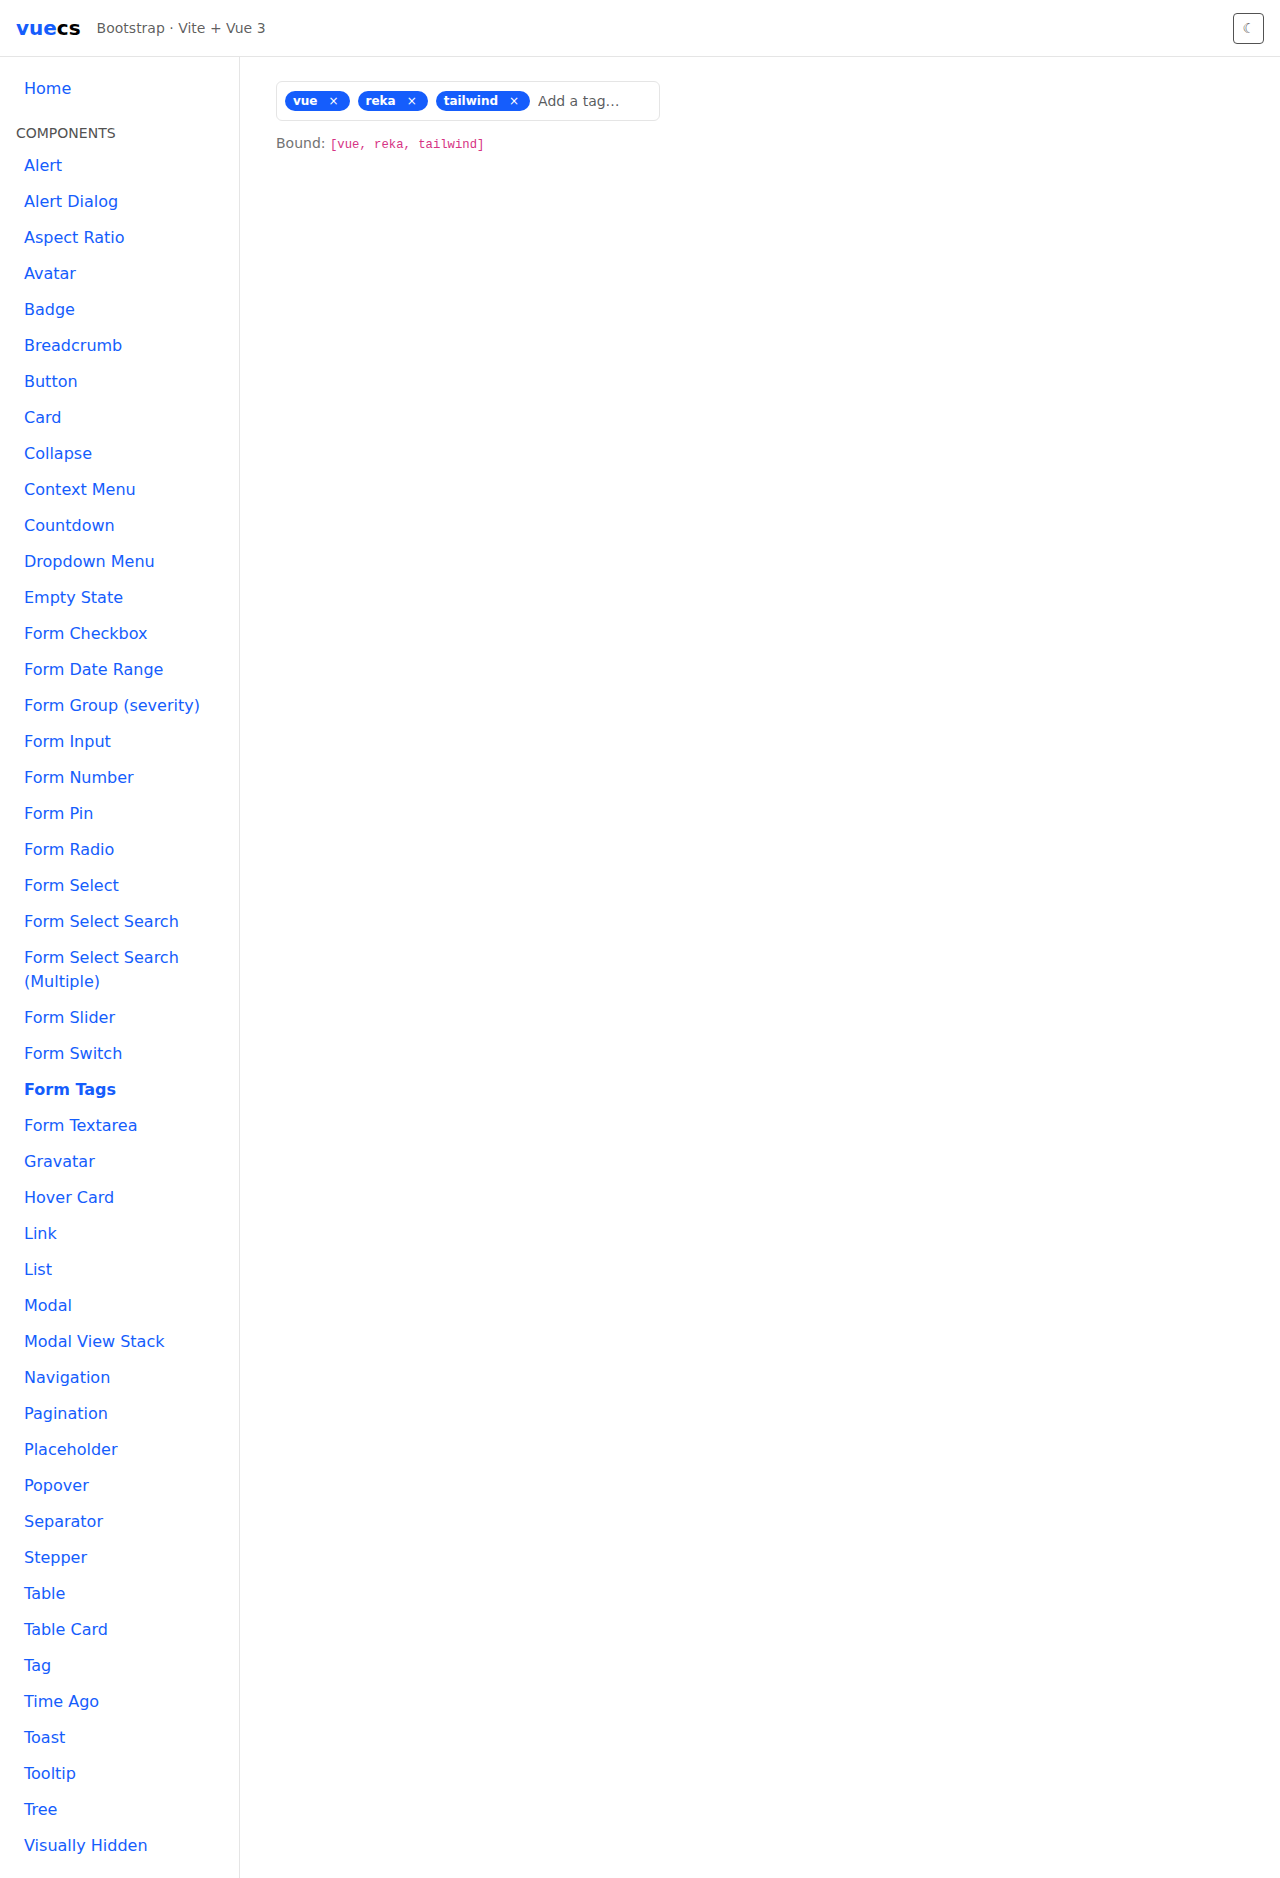 vuecs Bootstrap · Vite + Vue 3 ☾
Home
COMPONENTS
Alert
Alert Dialog
Aspect Ratio
Avatar
Badge
Breadcrumb
Button
Card
Collapse
Context Menu
Countdown
Dropdown Menu
Empty State
Form Checkbox
Form Date Range
Form Group (severity)
Form Input
Form Number
Form Pin
Form Radio
Form Select
Form Select Search
Form Select Search
(Multiple)
Form Slider
Form Switch
Form Tags
Form Textarea
Gravatar
Hover Card
Link
List
Modal
Modal View Stack
Navigation
Pagination
Placeholder
Popover
Separator
Stepper
Table
Table Card
Tag
Time Ago
Toast
Tooltip
Tree
Visually Hidden
vue × reka × tailwind × Add a tag…
Bound: [vue, reka, tailwind]